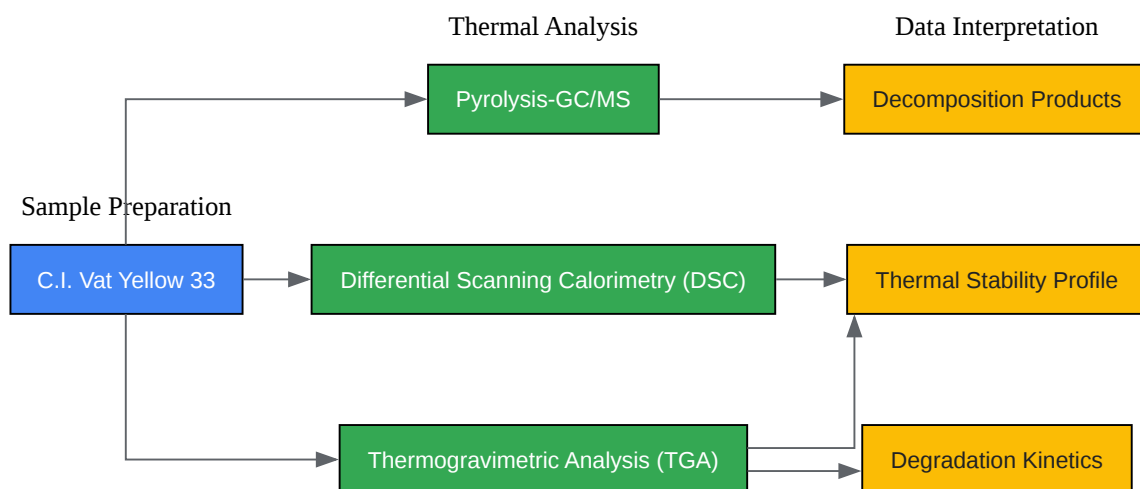 Thermal Analysis
Data Interpretation
Pyrolysis-GC/MS
Decomposition Products
Sample Preparation
C.I. Vat Yellow 33
Differential Scanning Calorimetry (DSC)
Thermal Stability Profile
Thermogravimetric Analysis (TGA)
Degradation Kinetics